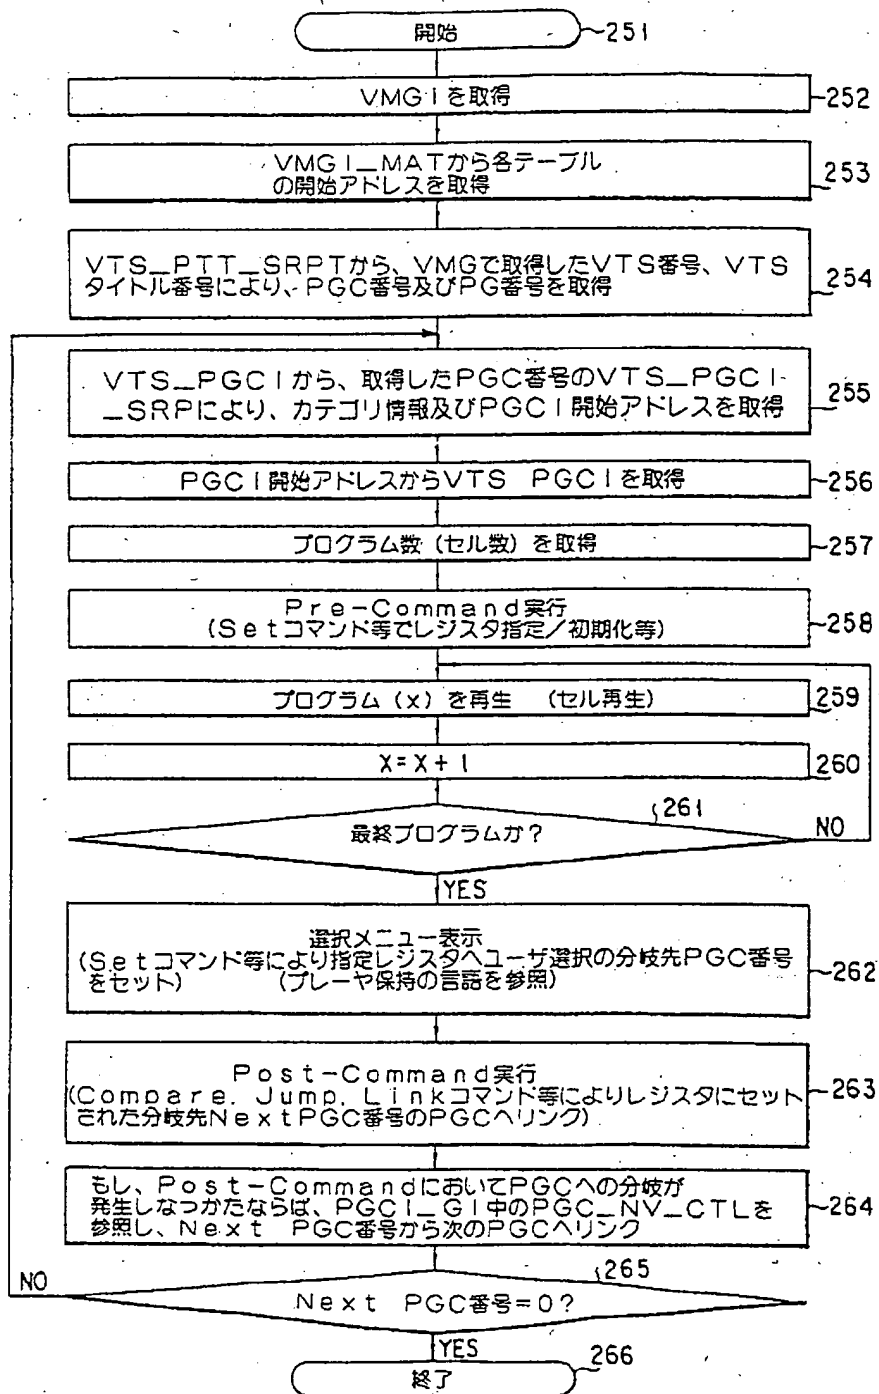 開始
251
VMGIを取得
252
VMGI_MATから各テーブル
の開始アドレスを取得
253
VTS_PTT_SRPTから、VMGで取得したVTS番号、VTS
タイトル番号により、PGC番号及びPG番号を取得
254
VTS_PGCIから、取得したPGC番号のVTS_PGCI
_SRPにより、カテゴリ情報及びPGCI開始アドレスを取得
255
PGCI開始アドレスからVTS PGCIを取得
256
プログラム数(セル数)を取得
257
Pre-Command実行
(Setコマンド等でレジスタ指定/初期化等)
258
プログラム(x)を再生 (セル再生)
259
X=X+1
260
261
最終プログラムか?
NO
YES
選択メニュー表示
(Setコマンド等により指定レジスタへユーザ選択の分岐先PGC番号
をセット) (プレーヤ保持の言語を参照)
262
Post-Command実行
(Compare, Jump, Linkコマンド等によりレジスタにセット
された分岐先NextPGC番号のPGCへリンク)
263
もし、Post-CommandにおいてPGCへの分岐が
発生しなつかたならば、PGCI_GI中のPGC_NV_CTLを
参照し、Next PGC番号から次のPGCへリンク
264
265
NO
Next PGC番号=0?
YES
266
終了